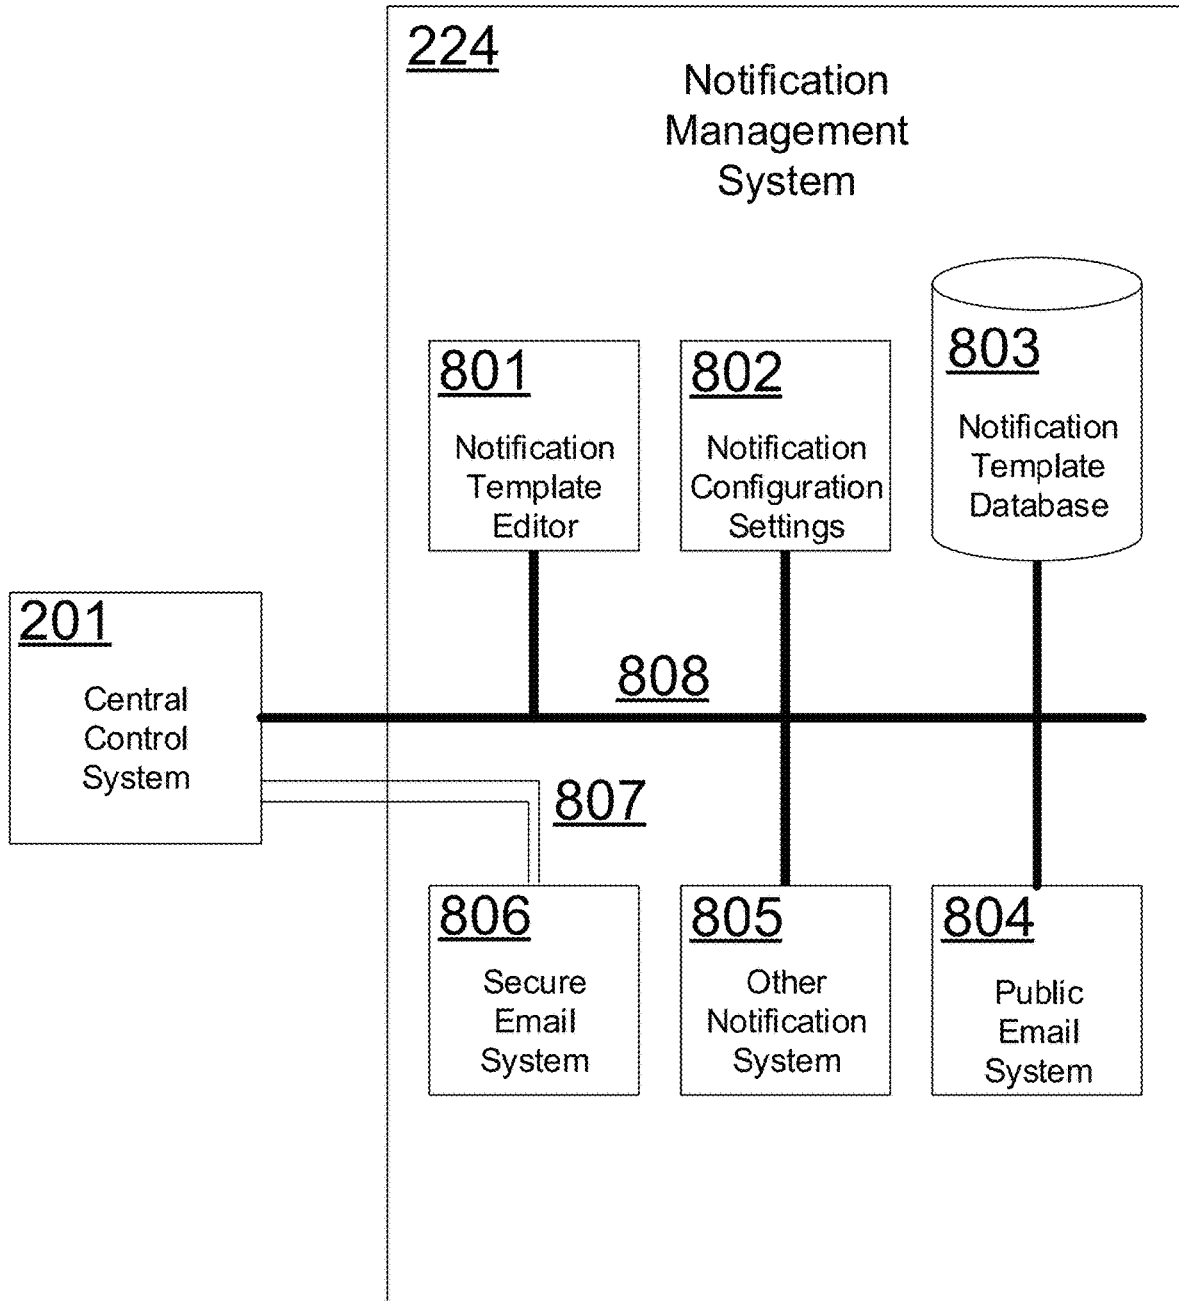 224
Notification
Management
System
801
Notification
Template
Editor
802
Notification
Configuration
Settings
803
Notification
Template
Database
201
Central
Control
System
808
807
806
Secure
Email
System
805
Other
Notification
System
804
Public
Email
System